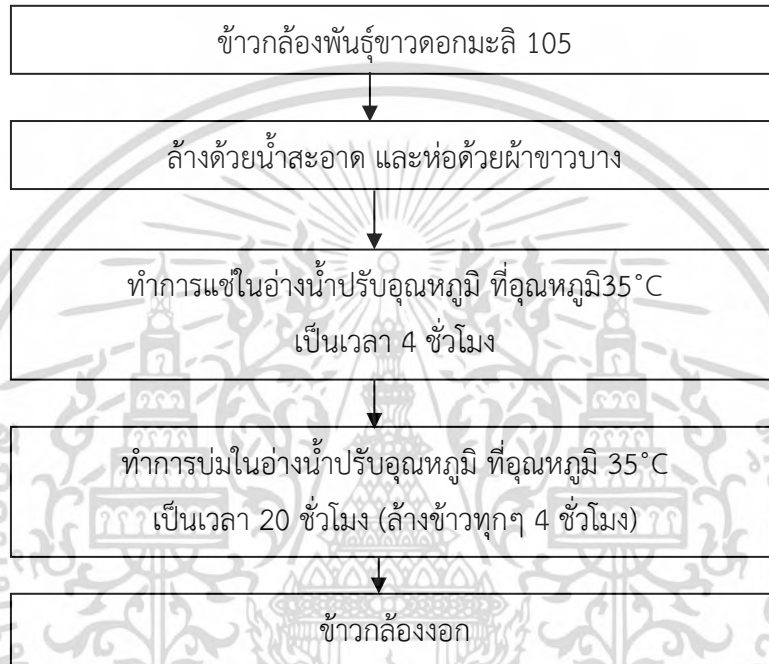 ข้าวกล้องพันธุ์ขาวดอกมะลิ 105
ล้างด้วยน้ำสะอาด และห่อด้วยผ้าขาวบาง
ทำการแช่ในอ่างน้ำปรับอุณหภูมิ ที่อุณหภูมิ35°C
เป็นเวลา 4 ชั่วโมง
ทำการบ่มในอ่างน้ำปรับอุณหภูมิ ที่อุณหภูมิ 35°C
เป็นเวลา 20 ชั่วโมง (ล้างข้าวทุกๆ 4 ชั่วโมง)
ข้าวกล้องงอก